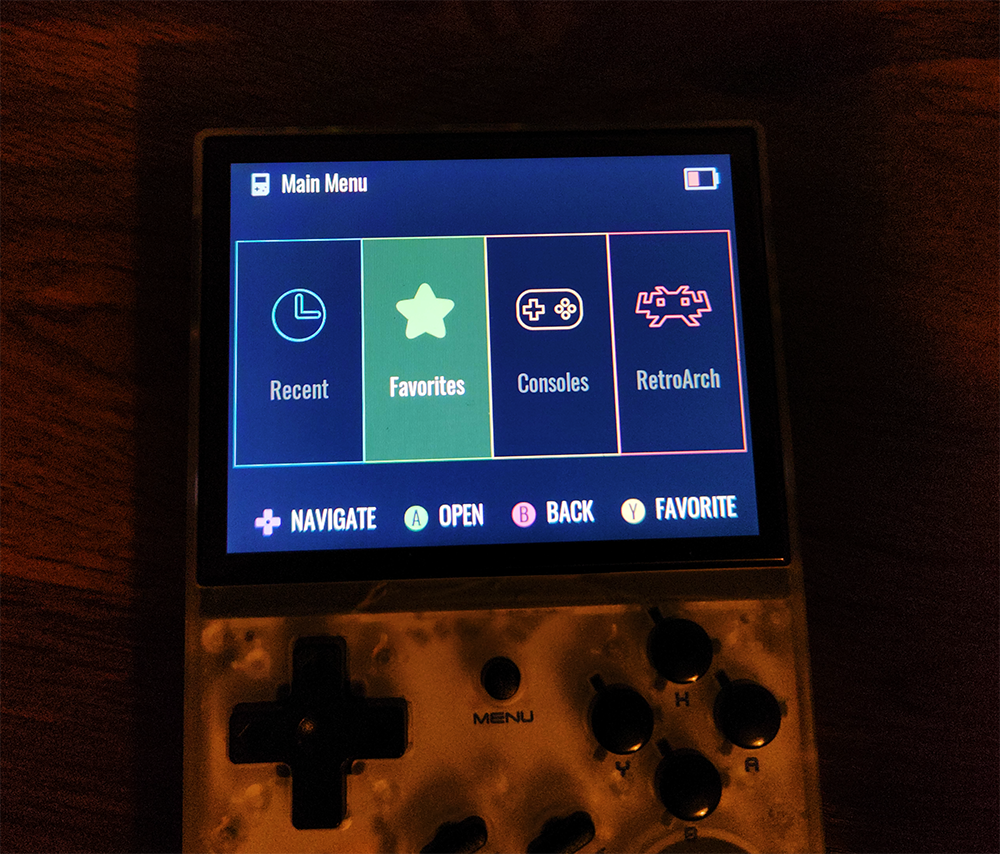 Main Menu
Recent
Favorites
Consoles
RetroArch
NAVIGATE A OPEN B BACK Y FAVORITE
MENU
X
Y
A
B